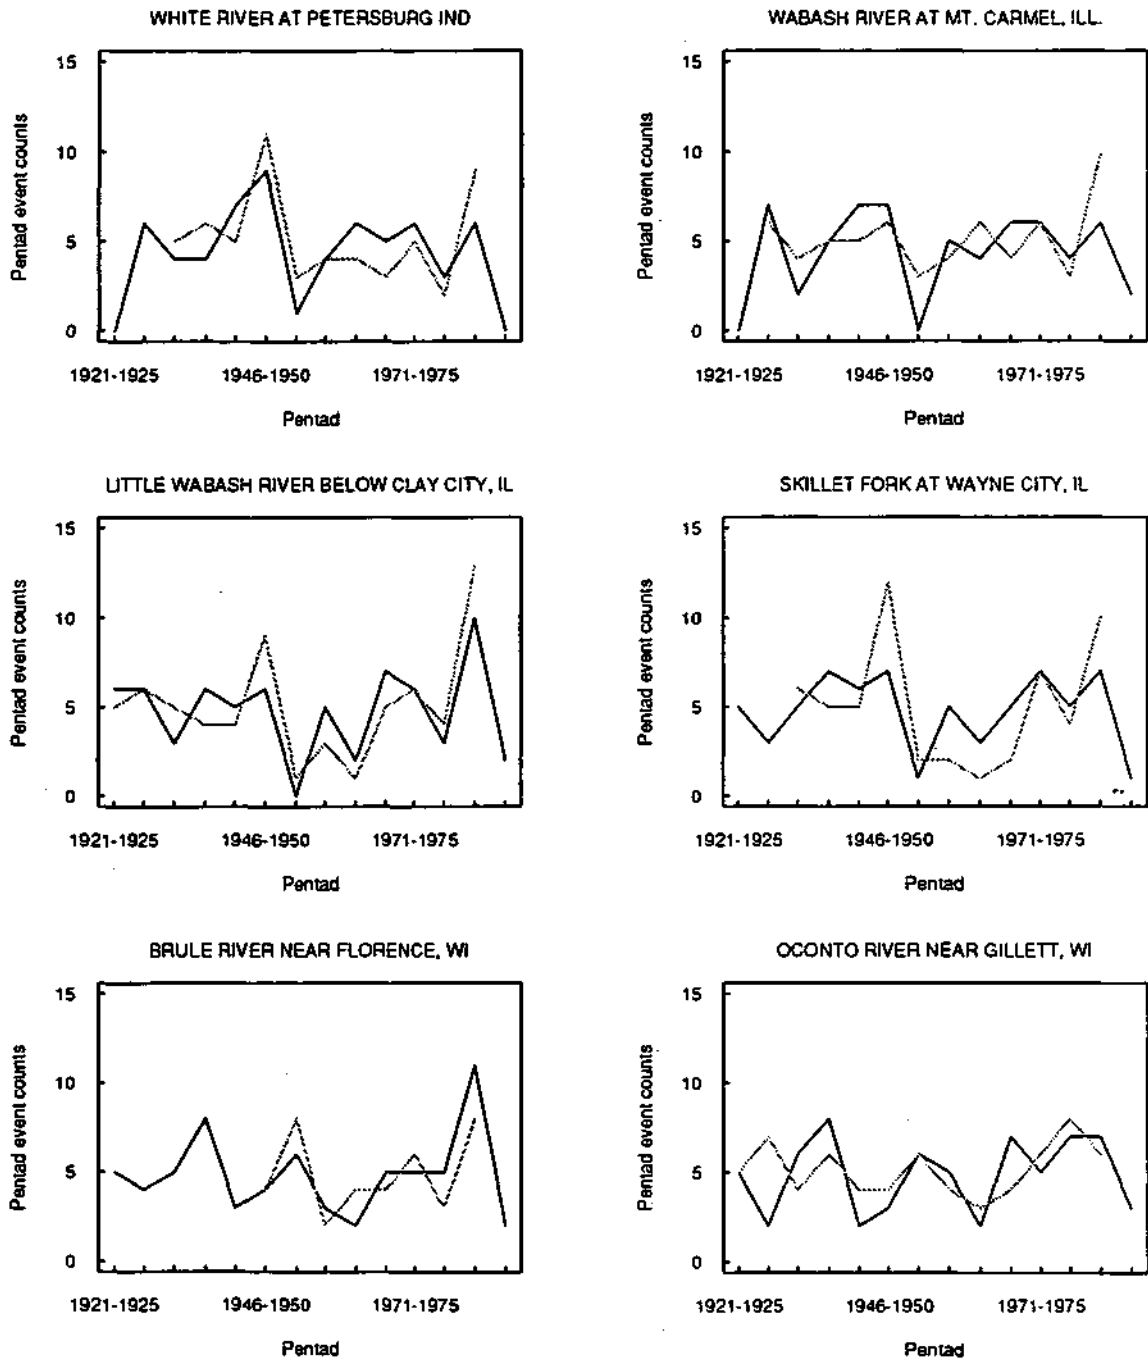 WHITE RIVER AT PETERSBURG IND
15
10
5
0
Pentad event counts
1921-1925 1946-1950 1971-1975
Pentad
WABASH RIVER AT MT. CARMEL, ILL.
15
10
5
0
Pentad event counts
1921-1925 1946-1950 1971-1975
Pentad
LITTLE WABASH RIVER BELOW CLAY CITY, IL
15
10
5
0
Pentad event counts
1921-1925 1946-1950 1971-1975
Pentad
SKILLET FORK AT WAYNE CITY, IL
15
10
5
0
Pentad event counts
1921-1925 1946-1950 1971-1975
Pentad
BRULE RIVER NEAR FLORENCE, WI
15
10
5
0
Pentad event counts
1921-1925 1946-1950 1971-1975
Pentad
OCONTO RIVER NEAR GILLETT, WI
15
10
5
0
Pentad event counts
1921-1925 1946-1950 1971-1975
Pentad